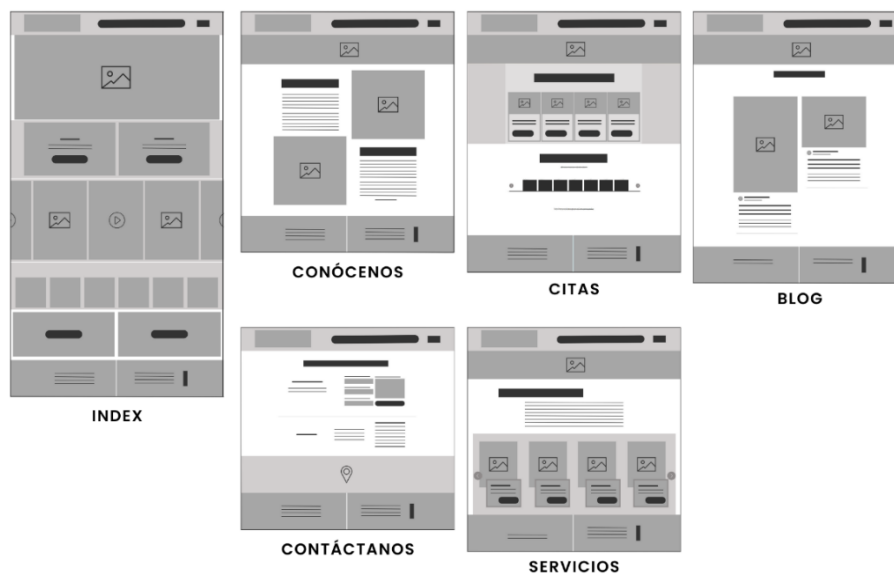 CONÓCENOS
CITAS
BLOG
INDEX
CONTÁCTANOS
SERVICIOS